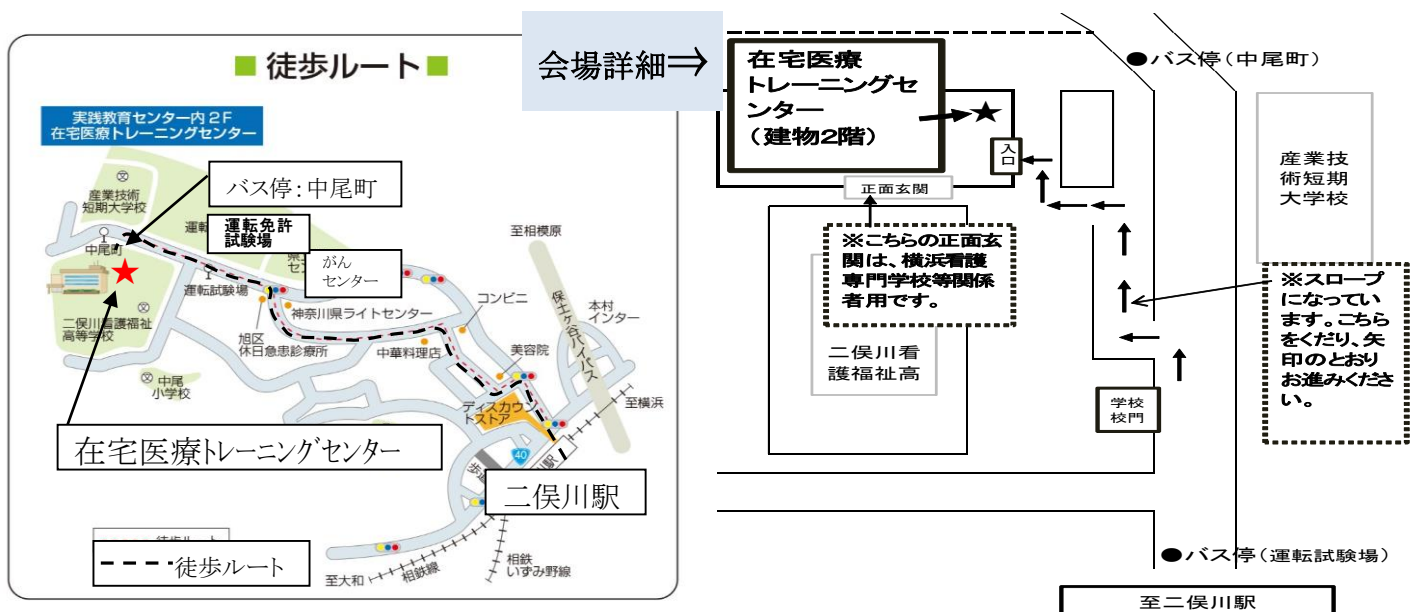 ■ 徒歩ルート ■
実践教育センター内2F
在宅医療トレーニングセンター
バス停：中尾町
産業技術
短期大学校
中尾町
運転免許
試験場
がん
センター
運転試験場
至相模原
コンビニ
保土ヶ谷バイパス
本村
インター
神奈川県ライトセンター
旭区
休日急患診療所
中華料理店
美容院
二俣川看護福祉
高等学校
中尾
小学校
ディスカウン
トストア
至横浜
在宅医療トレーニングセンター
40
二俣川駅
徒歩ルート
至大和
相鉄線
相鉄
いずみ野線
会場詳細⇒
在宅医療
トレーニングセ
ンター
（建物2階）
入口
正面玄関
●バス停（中尾町）
産業技
術短期
大学校
※こちらの正面玄
関は、横浜看護
専門学校等関係
者用です。
二俣川看
護福祉高
※スロープ
になってい
ます。こちら
をくだり、矢
印のとおり
お進みくださ
い。
学校
校門
●バス停（運転試験場）
至二俣川駅